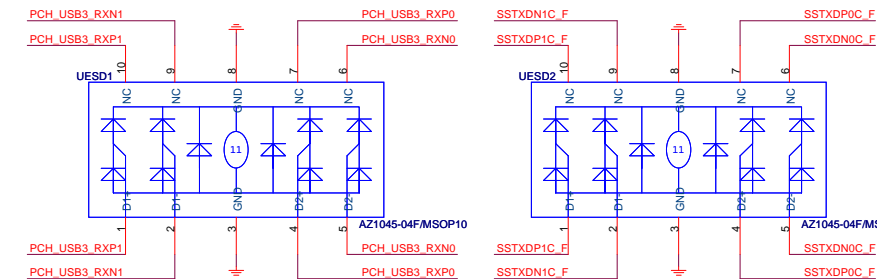 PCH_USB3_RXN1
PCH_USB3_RXP0
SSTXDN1C_F
SSTXDP0C_F
PCH_USB3_RXP1
PCH_USB3_RXN0
SSTXDP1C_F
SSTXDN0C_F
10
9
8
7
6
10
9
8
7
6
UESD1
UESD2
NC
NC
GND
NC
NC
NC
NC
GND
NC
NC
11
11
D1+
D1-
GND
D2+
D2-
D1+
D1-
GND
D2+
D2-
1
2
3
4
5
AZ1045-04F/MSOP10
1
2
3
4
5
AZ1045-04F/MS
PCH_USB3_RXP1
PCH_USB3_RXN0
SSTXDP1C_F
SSTXDN0C_F
PCH_USB3_RXN1
PCH_USB3_RXP0
SSTXDN1C_F
SSTXDP0C_F